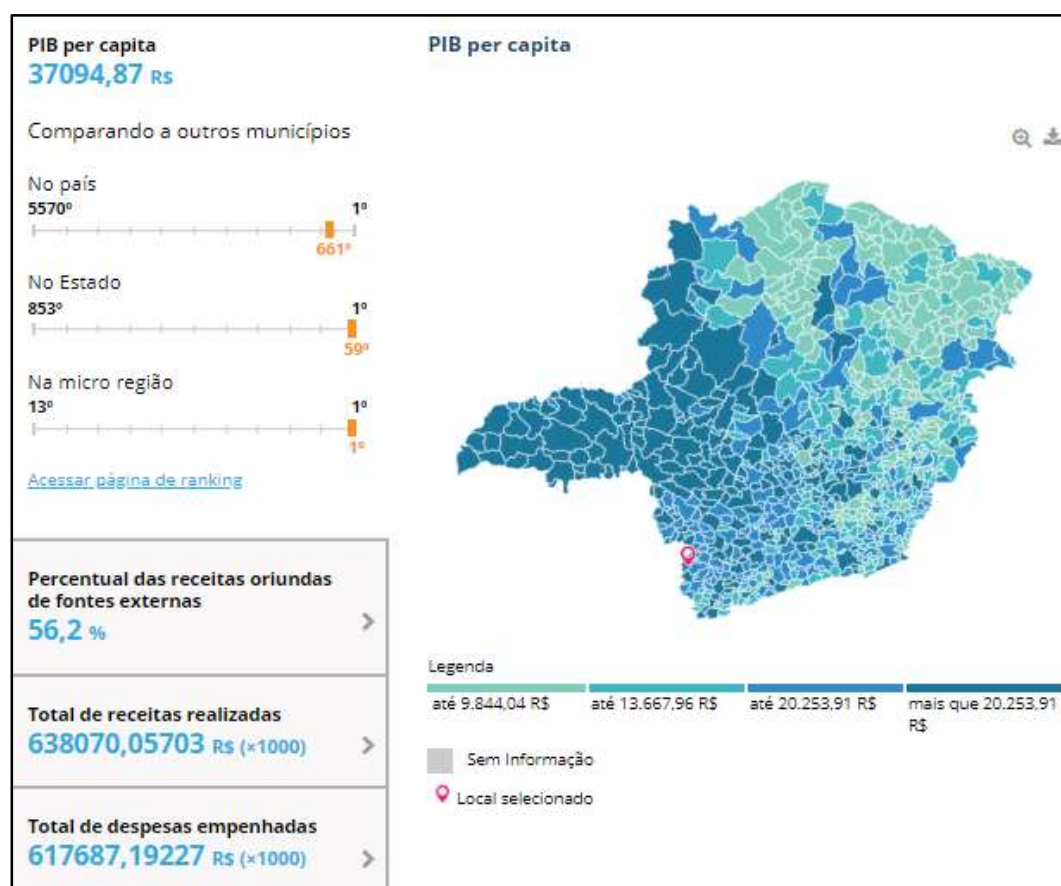 PIB per capita
37094,87 R$
Comparando a outros municípios
No país
5570º 1º
661º
No Estado
853º 1º
59º
Na micro região
13º 1º
1º
Acessar página de ranking
Percentual das receitas oriundas
de fontes externas
56,2 %
Total de receitas realizadas
638070,05703 R$ (×1000)
Total de despesas empenhadas
617687,19227 R$ (×1000)
PIB per capita
Legenda
até 9.844,04 R$ até 13.667,96 R$ até 20.253,91 R$ mais que 20.253,91
R$
Sem Informação
Local selecionado